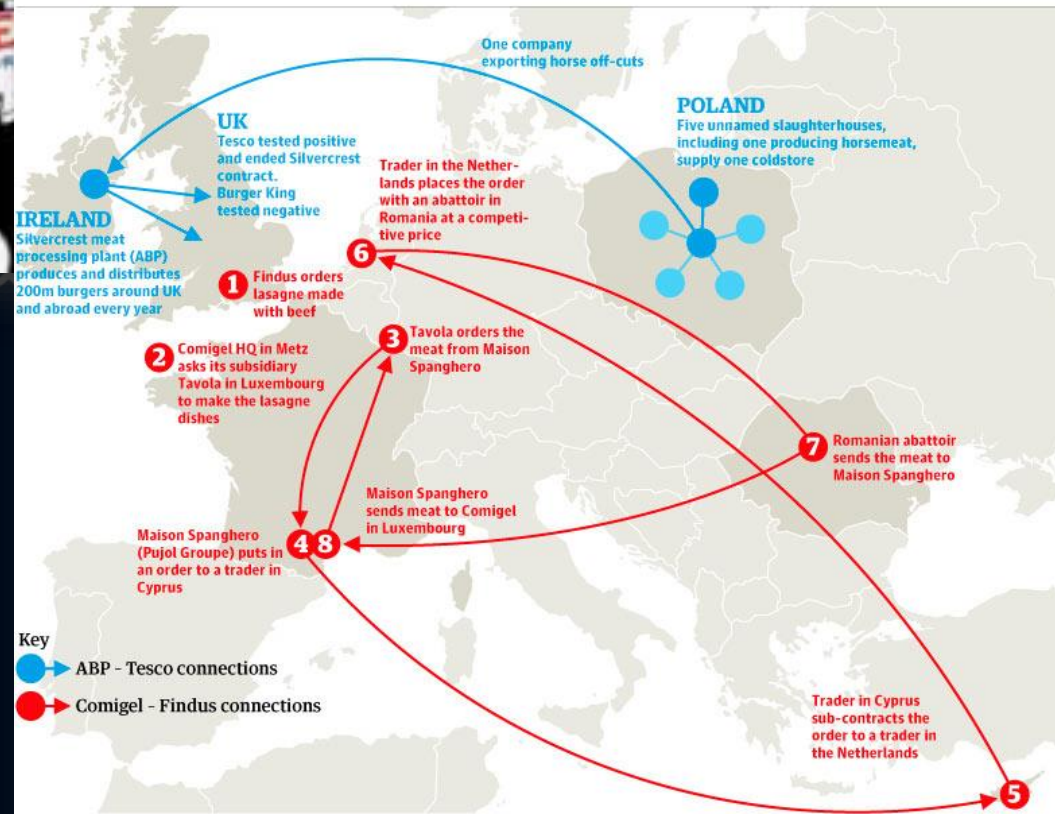 One company
exporting horse off-cuts
POLAND
Five unnamed slaughterhouses,
including one producing horsemeat,
supply one coldstore
UK
Tesco tested positive
and ended Silvercrest
contract.
Burger King
tested negative
IRELAND
Silvercrest meat
processing plant (ABP)
produces and distributes
200m burgers around UK
and abroad every year
Trader in the Nether-
lands places the order
with an abattoir in
Romania at a competi-
tive price
6
1
Findus orders
lasagne made
with beef
2
Comigel HQ in Metz
asks its subsidiary
Tavola in Luxembourg
to make the lasagne
dishes
3
Tavola orders the
meat from Maison
Spanghero
7
Romanian abattoir
sends the meat to
Maison Spanghero
Maison Spanghero
sends meat to Comigel
in Luxembourg
4 8
Maison Spanghero
(Pujol Groupe) puts in
an order to a trader in
Cyprus
Key
ABP - Tesco connections
Comigel - Findus connections
Trader in Cyprus
sub-contracts the
order to a trader in
the Netherlands
5